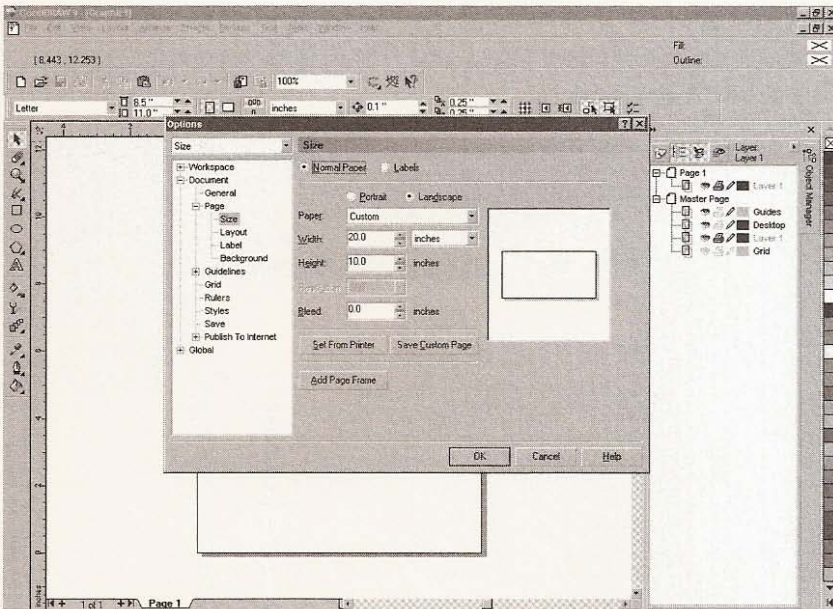 [8.443, 12.253]
Fill:
Outline:
100%
Letter
8.5 "
11.0 "
inches
0.1 "
0.25 "
0.25 "
Options
Size
Workspace
Document
General
Page
Size
Layout
Label
Background
Guidelines
Grid
Rulers
Styles
Save
Publish To Internet
Global
Size
Normal Paper
Labels
Portrait
Landscape
Paper:
Custom
Width:
20.0
inches
Height:
10.0
inches
Bleed:
0.0
inches
Set From Printer
Save Custom Page
Add Page Frame
OK
Cancel
Help
Layer:
Layer 1
Page 1
Layer 1
Master Page
Guides
Desktop
Layer 1
Grid
Object Manager
inches
1 of 1
Page 1